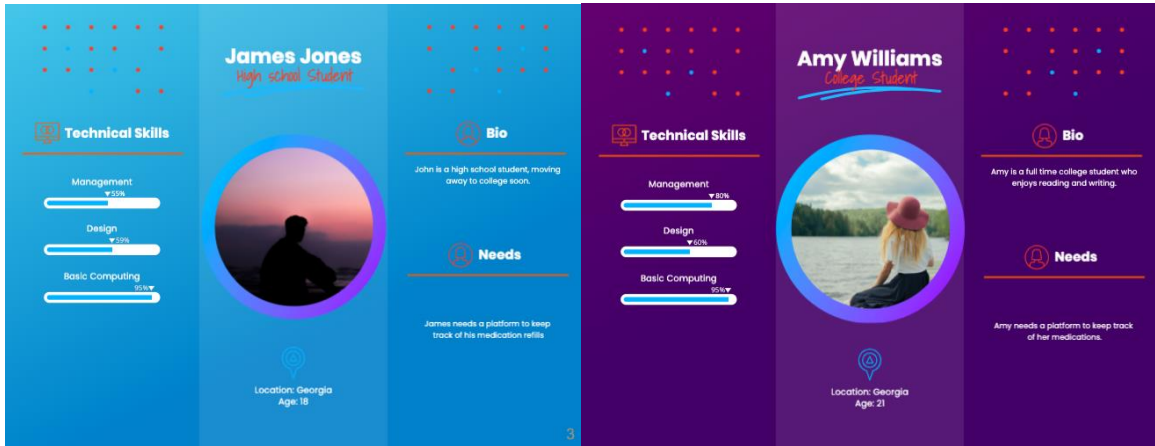 James Jones
High school Student
Technical Skills
Management
55%
Design
59%
Basic Computing
95%
Location: Georgia
Age: 18
Bio
John is a high school student, moving
away to college soon.
Needs
James needs a platform to keep
track of his medication refills
3
Amy Williams
College Student
Technical Skills
Management
80%
Design
60%
Basic Computing
95%
Location: Georgia
Age: 21
Bio
Amy is a full time college student who
enjoys reading and writing.
Needs
Amy needs a platform to keep track
of her medications.